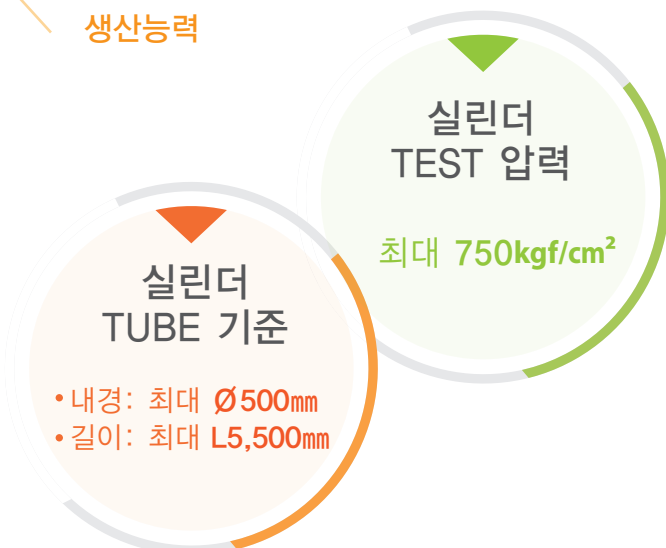 생산능력
실린더
TEST 압력
최대 750kgf/cm²
실린더
TUBE 기준
• 내경: 최대 Ø500㎜
• 길이: 최대 L5,500㎜